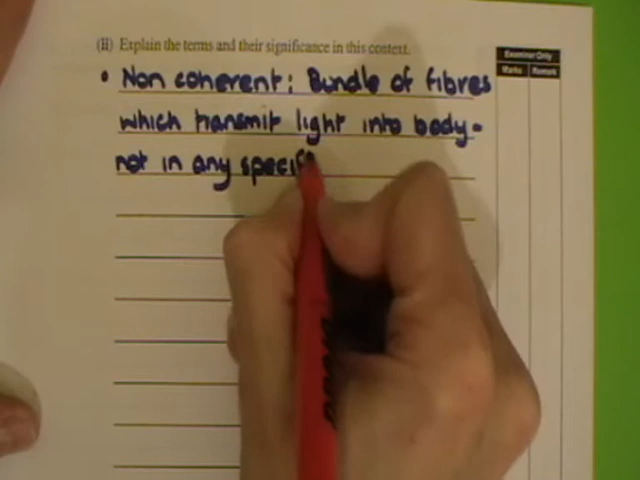 (ii) Explain the terms and their significance in this context.
Examiner Only
Marks Remark
• Non coherent: Bundle of fibres
which transmit light into body -
not in any specif